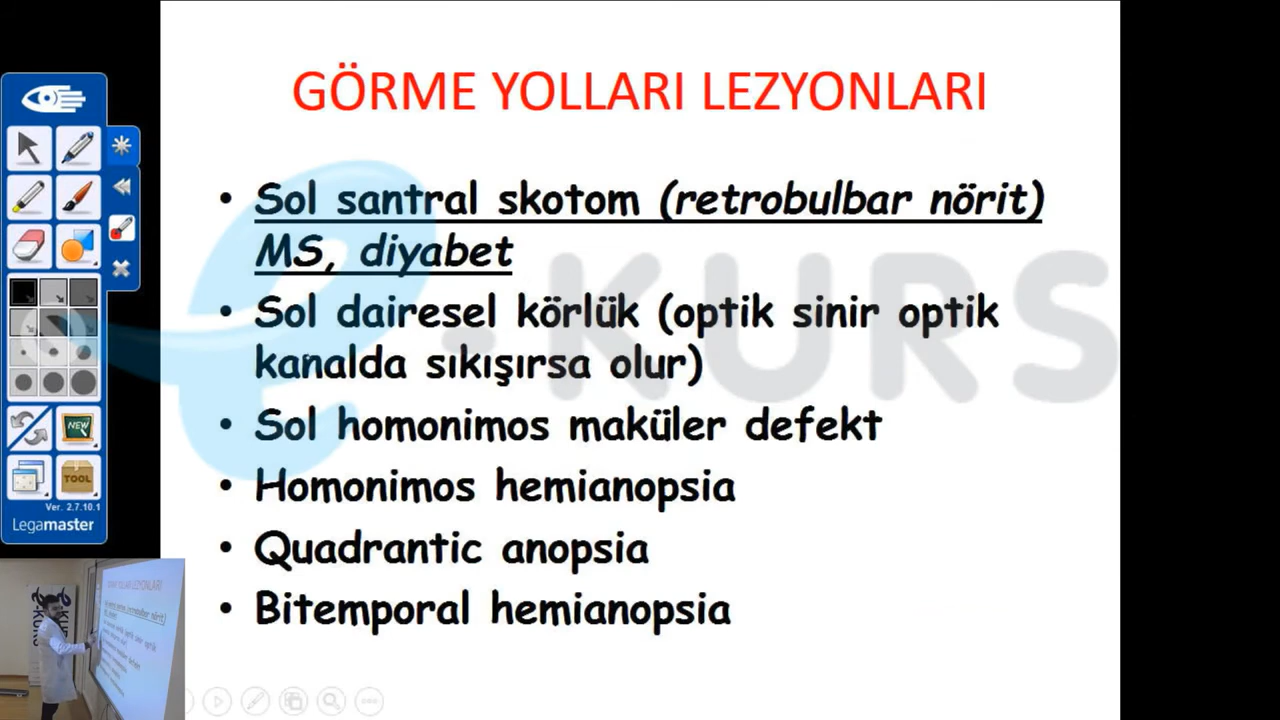 GÖRME YOLLARI LEZYONLARI
• Sol santral skotom (retrobulbar nörit)
MS, diyabet
• Sol dairesel körlük (optik sinir optik
kanalda sıkışırsa olur)
• Sol homonimos maküler defekt
• Homonimos hemianopsia
• Quadrantic anopsia
• Bitemporal hemianopsia
e-KURS
NEW
TOOL
Ver. 2.7.10.1
Legamaster